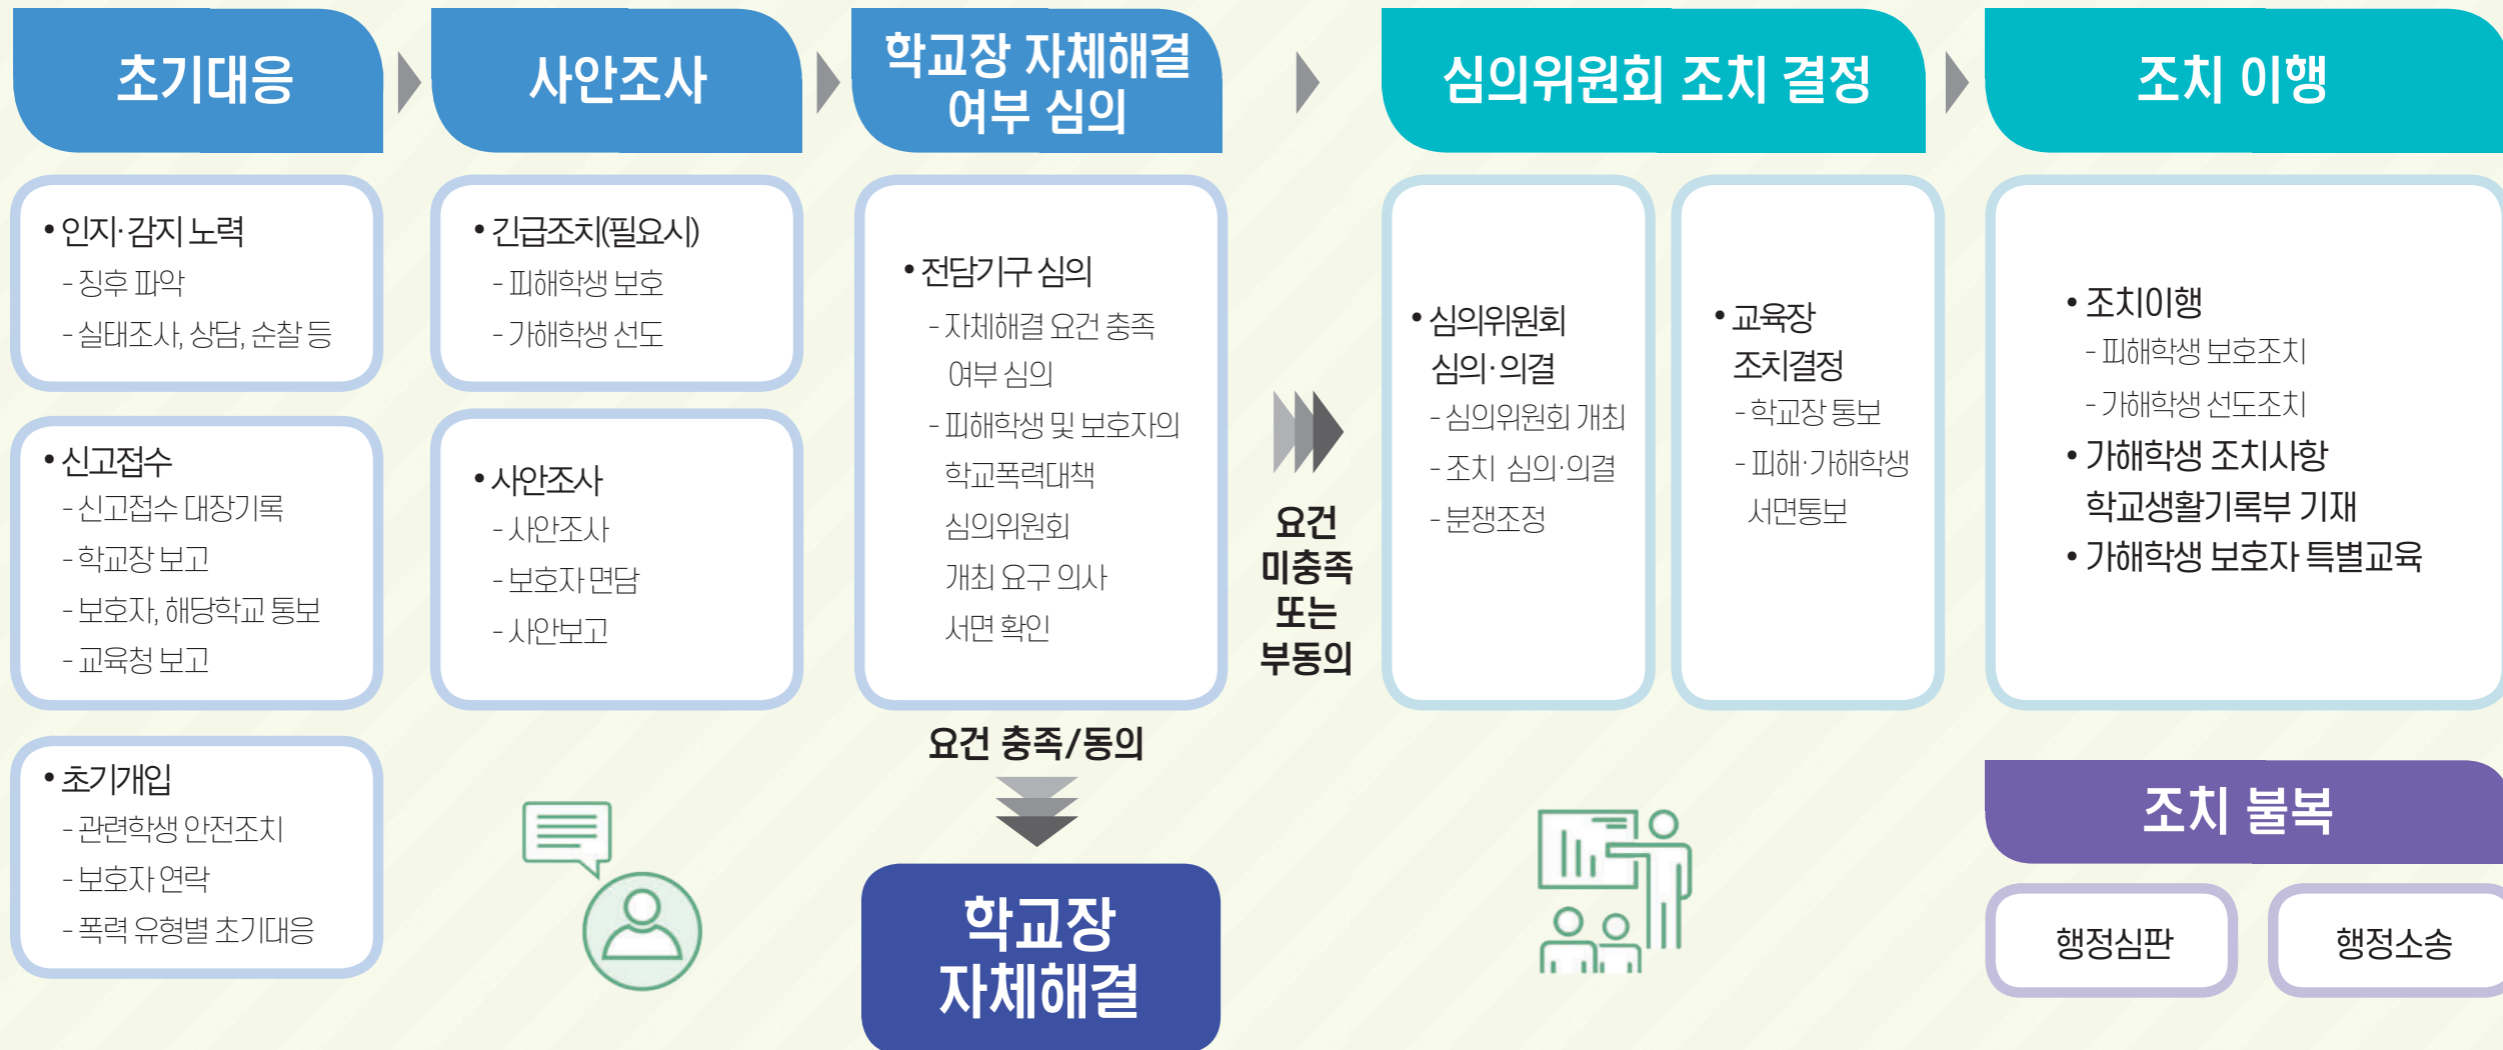 초기대응
• 인지·감지 노력
- 징후 파악
- 실태조사, 상담, 순찰 등
• 신고접수
- 신고접수 대장기록
- 학교장 보고
- 보호자, 해당학교 통보
- 교육청 보고
• 초기개입
- 관련학생 안전조치
- 보호자 연락
- 폭력 유형별 초기대응
사안조사
• 긴급조치(필요시)
- 피해학생 보호
- 가해학생 선도
• 사안조사
- 사안조사
- 보호자 면담
- 사안보고
학교장 자체해결
여부 심의
• 전담기구 심의
- 자체해결 요건 충족
여부 심의
- 피해학생 및 보호자의
학교폭력대책
심의위원회
개최 요구 의사
서면 확인
요건 충족/동의
학교장
자체해결
요건
미충족
또는
부동의
심의위원회 조치 결정
• 심의위원회
심의·의결
- 심의위원회 개최
- 조치 심의·의결
- 분쟁조정
• 교육장
조치결정
- 학교장 통보
- 피해·가해학생
서면통보
조치 이행
• 조치이행
- 피해학생 보호조치
- 가해학생 선도조치
• 가해학생 조치사항
학교생활기록부 기재
• 가해학생 보호자 특별교육
조치 불복
행정심판
행정소송